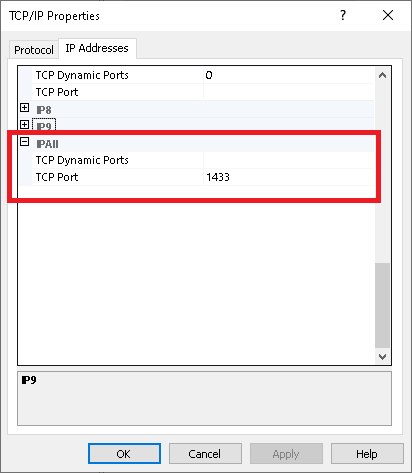 TCP/IP Properties ? ×
Protocol IP Addresses
TCP Dynamic Ports 0
TCP Port
IP8
IP9
IPAll
TCP Dynamic Ports
TCP Port 1433
IP9
OK Cancel Apply Help